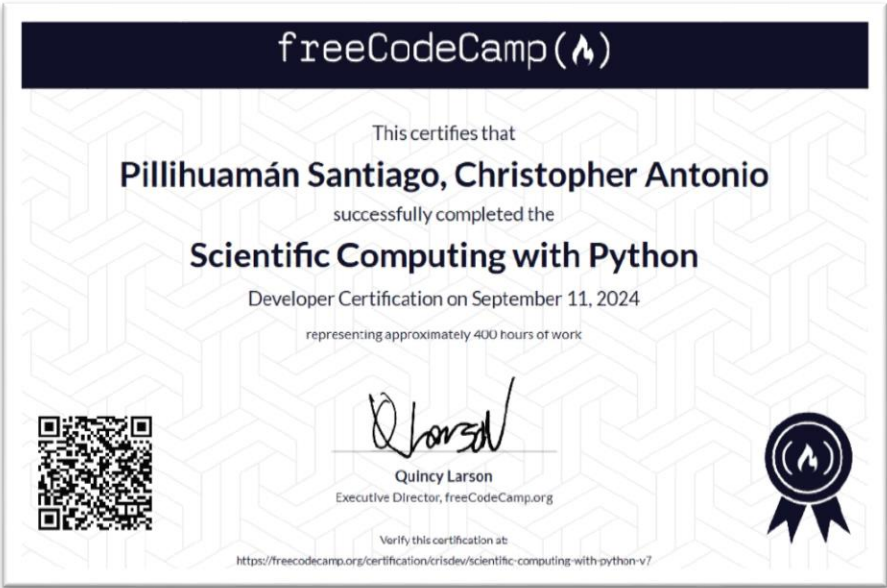 freeCodeCamp(🔥)
This certifies that
Pillihuamán Santiago, Christopher Antonio
successfully completed the
Scientific Computing with Python
Developer Certification on September 11, 2024
representing approximately 400 hours of work
Quincy Larson
Executive Director, freeCodeCamp.org
Verify this certification at:
https://freecodecamp.org/certification/crisdev/scientific-computing-with-python-v7